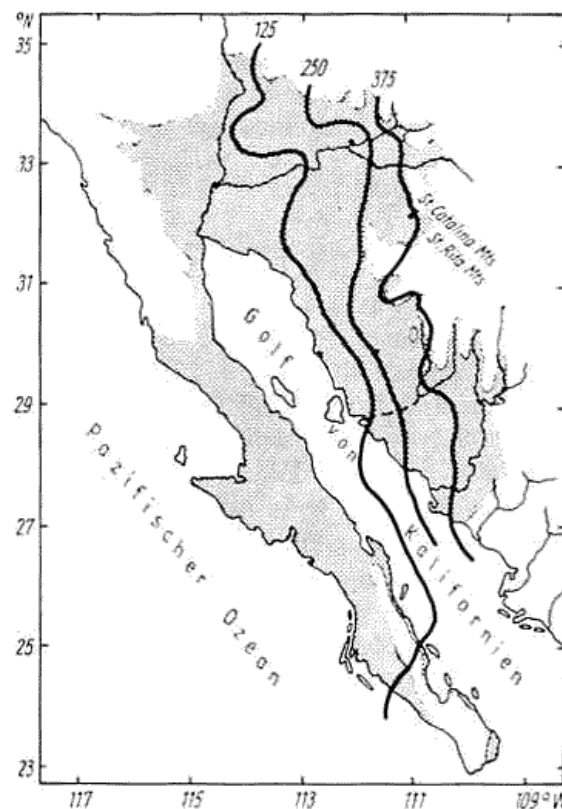 °N
35
33
31
29
27
25
23
125
250
375
St. Catalina Mts.
St. Rita Mts.
Golf
von
Kalifornien
Pazifischer Ozean
117
115
113
111
109 °W